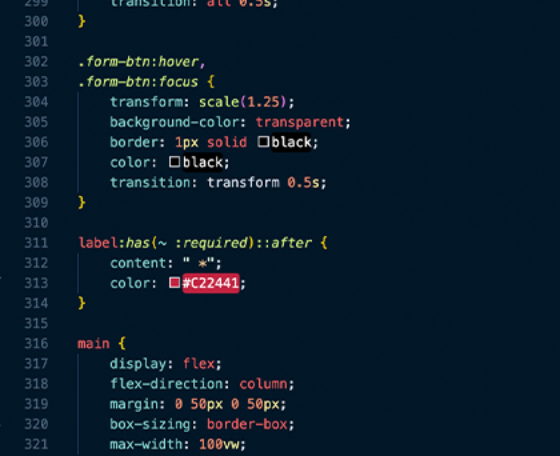 299 transition: all 0.5s;
300 }
301
302 .form-btn:hover,
303 .form-btn:focus {
304 transform: scale(1.25);
305 background-color: transparent;
306 border: 1px solid black;
307 color: black;
308 transition: transform 0.5s;
309 }
310
311 label:has(~ :required)::after {
312 content: " *";
313 color: #C22441;
314 }
315
316 main {
317 display: flex;
318 flex-direction: column;
319 margin: 0 50px 0 50px;
320 box-sizing: border-box;
321 max-width: 100vw;